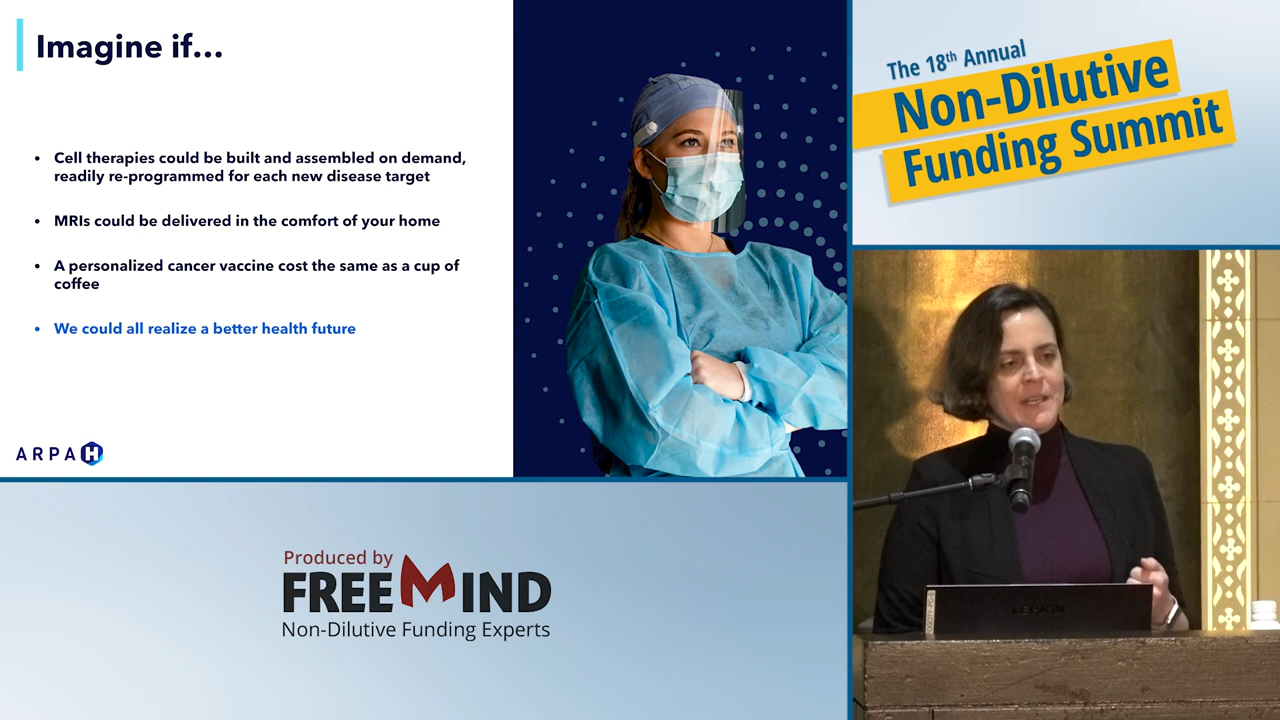 Imagine if...
• Cell therapies could be built and assembled on demand,
readily re-programmed for each new disease target
• MRIs could be delivered in the comfort of your home
• A personalized cancer vaccine cost the same as a cup of
coffee
• We could all realize a better health future
ARPA H
The 18th Annual
Non-Dilutive
Funding Summit
Produced by
FREEMIND
Non-Dilutive Funding Experts
LEGION